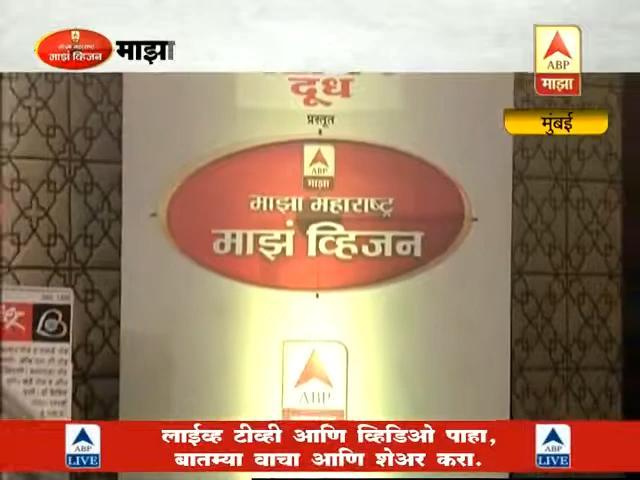 माझा महाराष्ट्र
माझं व्हिजन
माझा
ABP
माझा
मुंबई
दूध
प्रस्तूत
ABP
माझा
माझा महाराष्ट्र
माझं व्हिजन
ABP
ABP
LIVE
लाईव्ह टीव्ही आणि व्हिडिओ पाहा,
बातम्या वाचा आणि शेअर करा.
ABP
LIVE